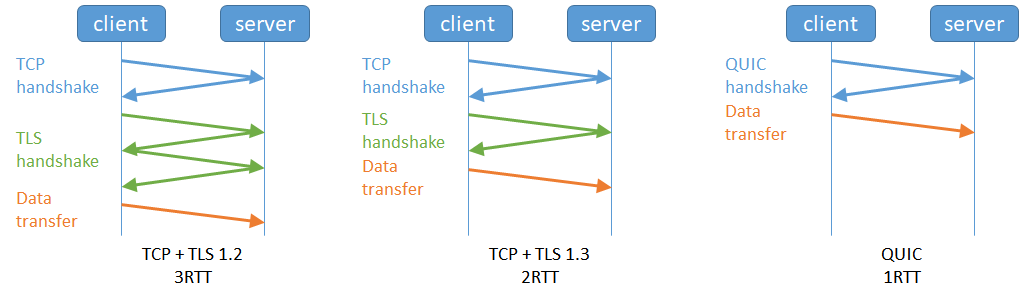 client
server
TCP
handshake
TLS
handshake
Data
transfer
TCP + TLS 1.2
3RTT
client
server
TCP
handshake
TLS
handshake
Data
transfer
TCP + TLS 1.3
2RTT
client
server
QUIC
handshake
Data
transfer
QUIC
1RTT